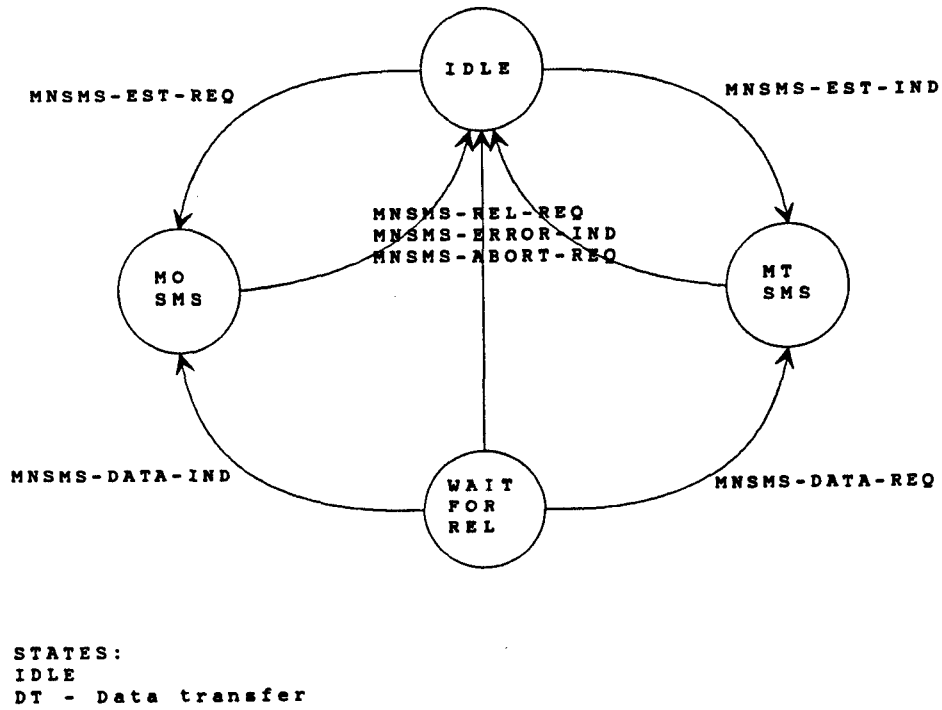 IDLE
MNSMS-EST-REQ
MNSMS-EST-IND
MNSMS-REL-REQ
MNSMS-ERROR-IND
MNSMS-ABORT-REQ
MO
SMS
MT
SMS
MNSMS-DATA-IND
WAIT
FOR
REL
MNSMS-DATA-REQ
STATES:
IDLE
DT - Data transfer